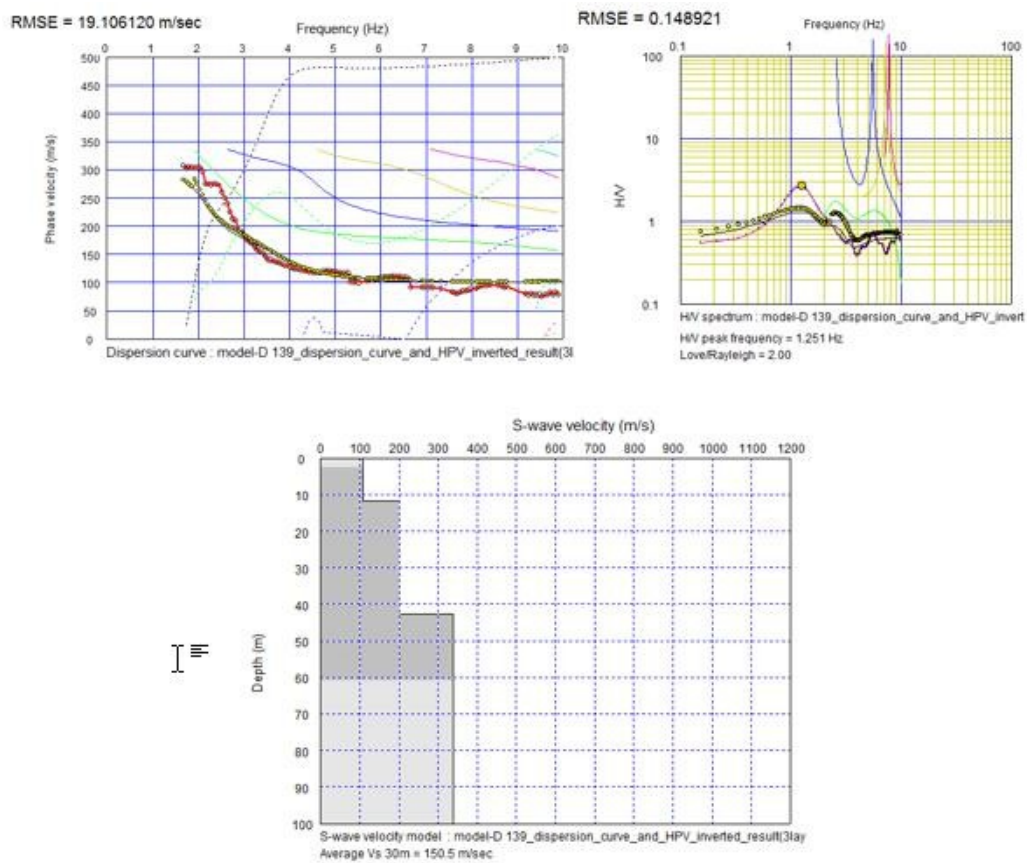 RMSE = 19.106120 m/sec
Frequency (Hz)
0 1 2 3 4 5 6 7 8 9 10
500
450
400
350
300
250
200
150
100
50
0
Phase velocity (m/s)
Dispersion curve : model-D 139_dispersion_curve_and_HPV_inverted_result(3l
RMSE = 0.148921
Frequency (Hz)
0.1 1 10 100
100
10
1
0.1
H/V
H/V spectrum : model-D 139_dispersion_curve_and_HPV_invert
H/V peak frequency = 1.251 Hz
Love/Rayleigh = 2.00
S-wave velocity (m/s)
0 100 200 300 400 500 600 700 800 900 1000 1100 1200
0
10
20
30
40
50
60
70
80
90
100
Depth (m)
S-wave velocity model : model-D 139_dispersion_curve_and_HPV_inverted_result(3lay
Average Vs 30m = 150.5 m/sec